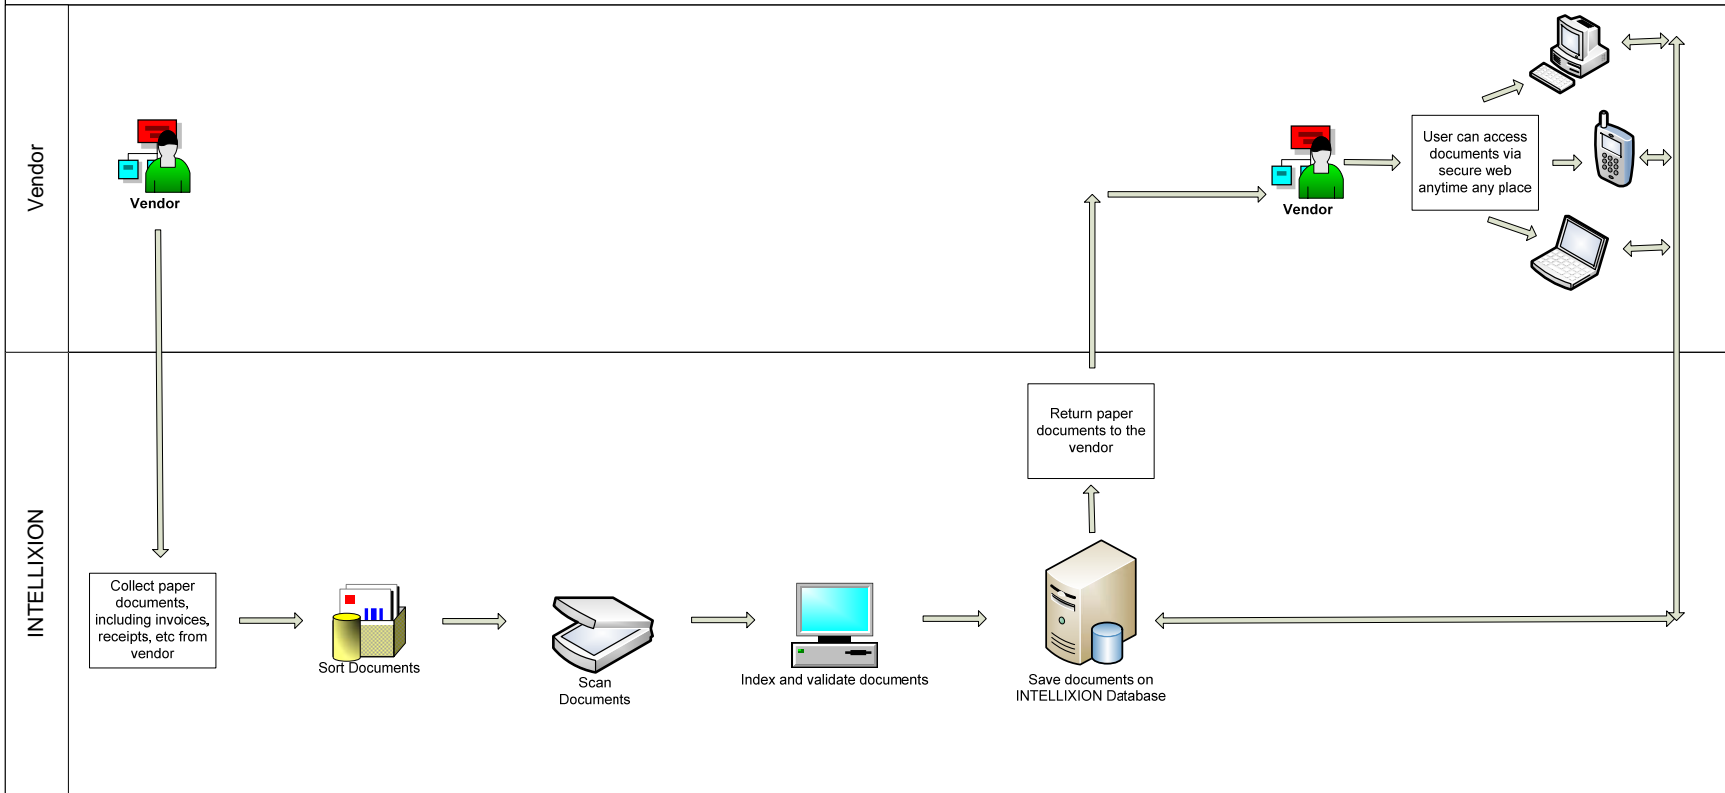 Vendor
Vendor
Vendor
User can access
documents via
secure web
anytime any place
INTELLIXION
Collect paper
documents,
including invoices,
receipts, etc from
vendor
Sort Documents
Scan
Documents
Index and validate documents
Save documents on
INTELLIXION Database
Return paper
documents to the
vendor